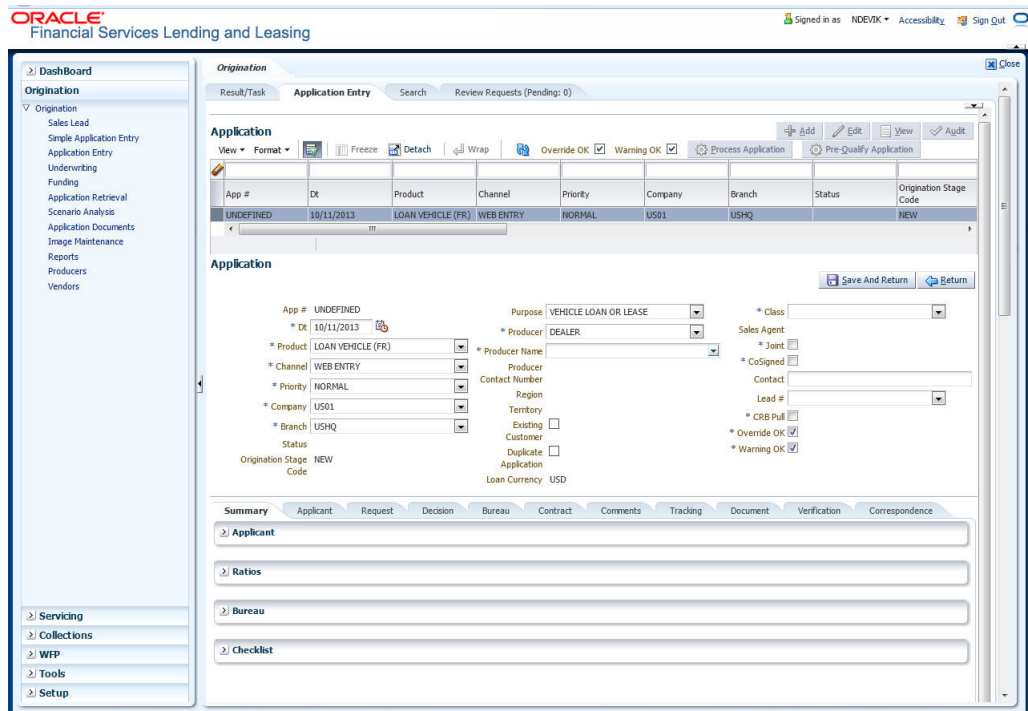 ORACLE
Financial Services Lending and Leasing
Signed in as NDEVIK Accessibility Sign Out
DashBoard
Origination
Origination
Sales Lead
Simple Application Entry
Application Entry
Underwriting
Funding
Application Retrieval
Scenario Analysis
Application Documents
Image Maintenance
Reports
Producers
Vendors
Servicing
Collections
WFP
Tools
Setup
Origination
Close
Result/Task Application Entry Search Review Requests (Pending: 0)
Application
Add Edit View Audit
View Format Freeze Detach Wrap Override OK Warning OK Process Application Pre-Qualify Application
App # Dt Product Channel Priority Company Branch Status Origination Stage Code
UNDEFINED 10/11/2013 LOAN VEHICLE (FR) WEB ENTRY NORMAL US01 USHQ NEW
Application
Save And Return Return
App # UNDEFINED
* Dt 10/11/2013
* Product LOAN VEHICLE (FR)
* Channel WEB ENTRY
* Priority NORMAL
* Company US01
* Branch USHQ
Status
Origination Stage Code NEW
Purpose VEHICLE LOAN OR LEASE
* Producer DEALER
* Producer Name
Producer
Contact Number
Region
Territory
Existing
Customer
Duplicate
Application
Loan Currency USD
* Class
Sales Agent
* Joint
* CoSigned
Contact
Lead #
* CRB Pull
* Override OK
* Warning OK
Summary Applicant Request Decision Bureau Contract Comments Tracking Document Verification Correspondence
Applicant
Ratios
Bureau
Checklist